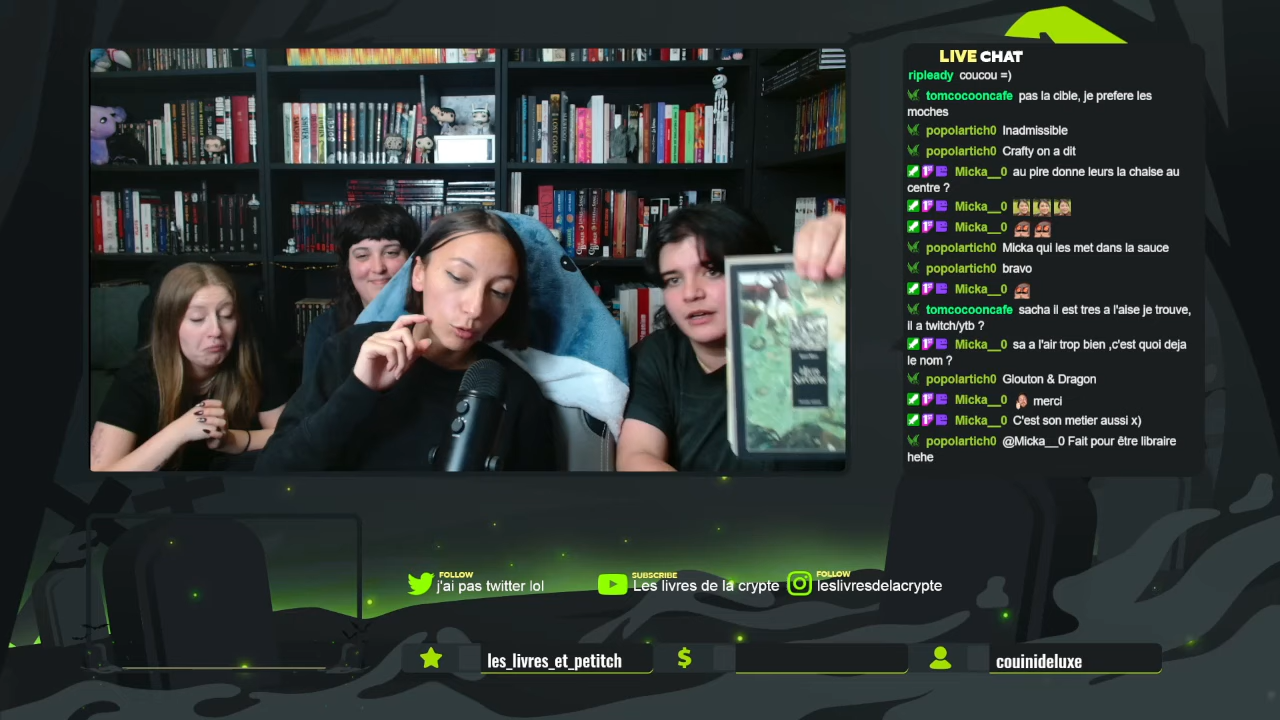 LIVE CHAT
ripleady coucou =)
tomcocooncafe pas la cible, je prefere les
moches
popolartich0 Inadmissible
popolartich0 Crafty on a dit
Micka__0 au pire donne leurs la chaise au
centre ?
Micka__0
Micka__0
popolartich0 Micka qui les met dans la sauce
popolartich0 bravo
Micka__0
tomcocooncafe sacha il est tres a l'aise je trouve,
il a twitch/ytb ?
Micka__0 sa a l'air trop bien ,c'est quoi deja
le nom ?
popolartich0 Glouton & Dragon
Micka__0 merci
Micka__0 C'est son metier aussi x)
popolartich0 @Micka__0 Fait pour être libraire
hehe
LOST GODS
FOLLOW
j'ai pas twitter lol
SUBSCRIBE
Les livres de la crypte
FOLLOW
leslivresdelacrypte
les_livres_et_petitch
$
couinideluxe